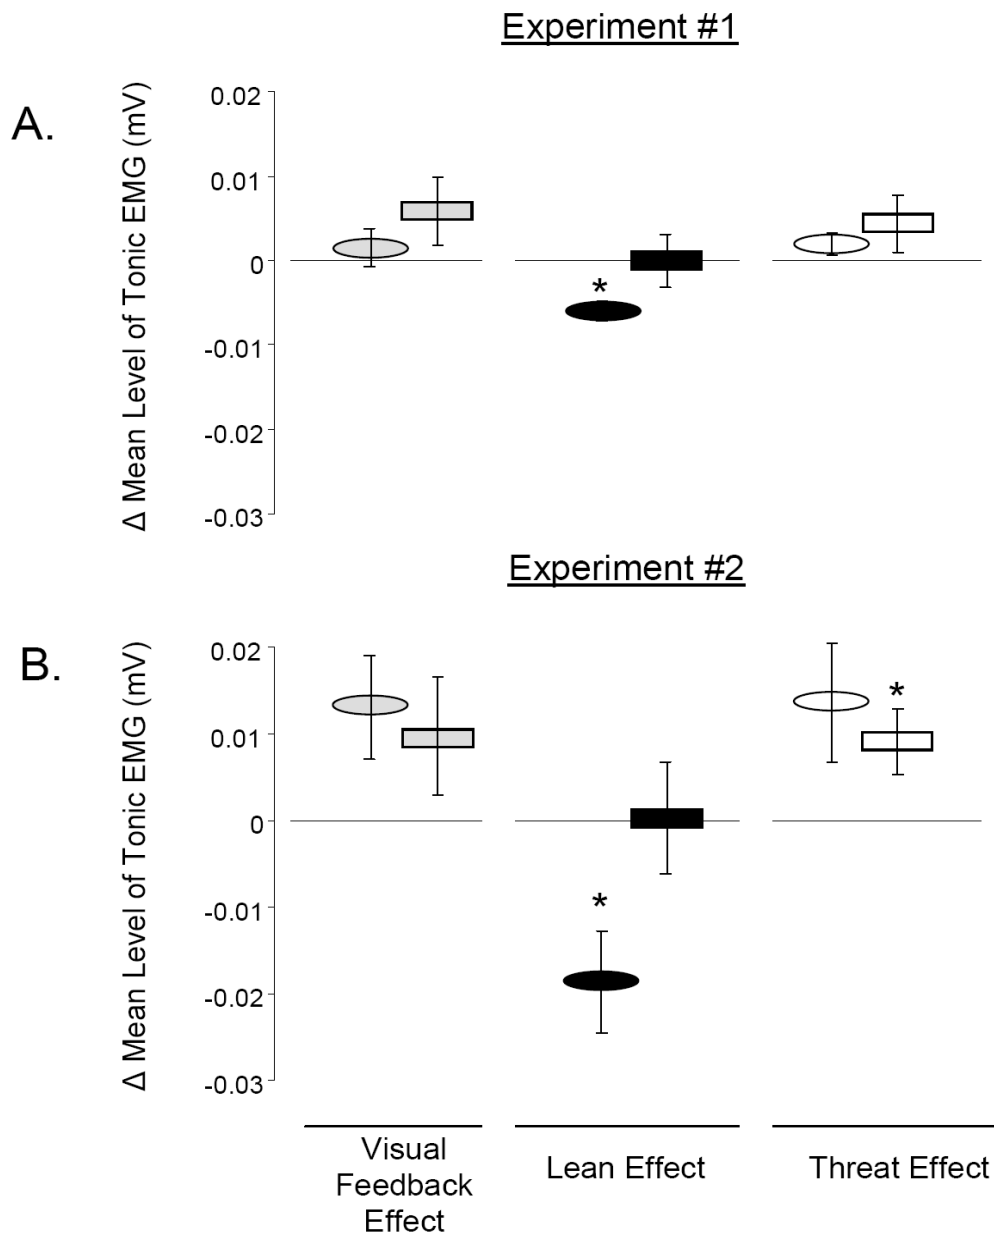 Experiment #1
A.
Δ Mean Level of Tonic EMG (mV)
0.02
0.01
0
-0.01
-0.02
-0.03
*
Experiment #2
B.
Δ Mean Level of Tonic EMG (mV)
0.02
0.01
0
-0.01
-0.02
-0.03
*
*
Visual
Feedback
Effect
Lean Effect
Threat Effect